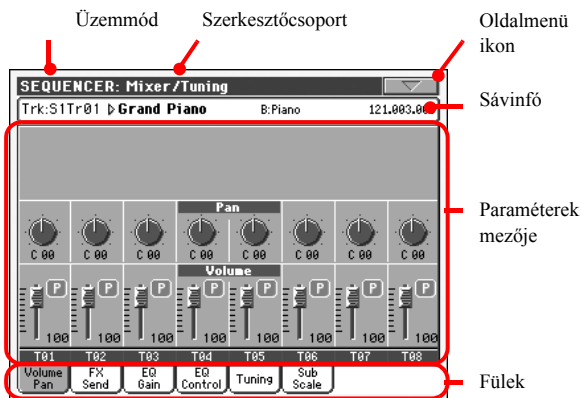 Üzemmód Szerkesztőcsoport Oldalmenü
ikon
SEQUENCER: Mixer/Tuning
Trk:S1Tr01 Grand Piano B:Piano 121.003.00
Sávinfó
Pan
C 00 C 00 C 00 C 00 C 00 C 00 C 00 C 00
Paraméterek
mezője
Volume
P P P P P P P P
100 100 100 100 100 100 100 100
T01 T02 T03 T04 T05 T06 T07 T08
Volume Pan FX Send EQ Gain EQ Control Tuning Sub Scale
Fülek